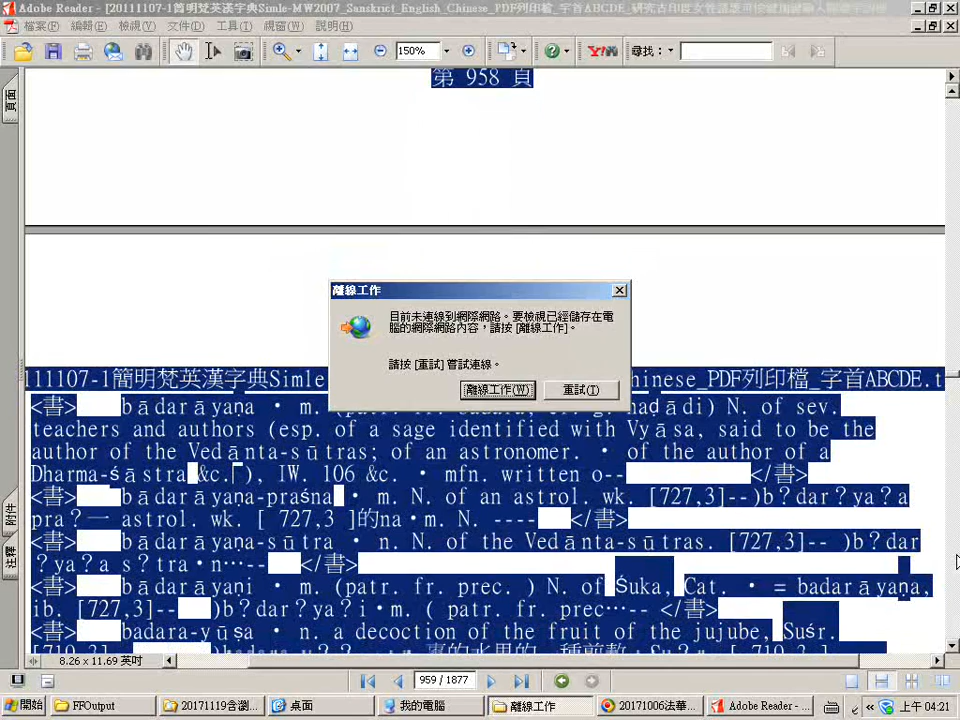 Adobe Reader - [20111107-1簡明梵英漢字典Simle-MW2007_Sanskrict_English_Chinese_PDF列印檔_字首ABCDE
檔案(F) 編輯(E) 檢視(V) 文件(D) 工具(T) 視窗(W) 說明(H)
150% Y! 尋找:
頁面
第 958 頁
離線工作
目前未連線到網際網路。要檢視已經儲存在電
腦的網際網路內容，請按 [離線工作]。
請按 [重試] 嘗試連線。
離線工作(W) 重試(T)
111107-1簡明梵英漢字典Simle hinese_PDF列印檔_字首ABCDE.t
<書> bādarāyaṇa • m. (patr. fr. ḍādi) N. of sev.
teachers and authors (esp. of a sage identified with Vyāsa, said to be the
author of the Vedānta-sūtras; of an astronomer. • of the author of a
Dharma-śāstra &c. ), IW. 106 &c. • mfn. written o-- </書>
<書> bādarāyaṇa-praśna • m. N. of an astrol. wk. [727,3]--)b?dar?ya?a
pra?一 astrol. wk. [ 727,3 ]的na•m. N. ---- </書>
<書> bādarāyaṇa-sūtra • n. N. of the Vedānta-sūtras. [727,3]-- )b?dar
?ya?a s?tra•n…-- </書>
<書> bādarāyaṇi • m. (patr. fr. prec. ) N. of Śuka, Cat. • = badarāyaṇa,
ib. [727,3]-- )b?dar?ya?i•m. ( patr. fr. prec…-- </書>
<書> badara-yūṣa • n. a decoction of the fruit of the jujube, Suśr.
附件
注釋
8.26 x 11.69 英吋
959 / 1877
開始 FFOutput 20171119含瀏... 桌面 我的電腦 離線工作 20171006法華... Adobe Reader - ... 上午 04:21